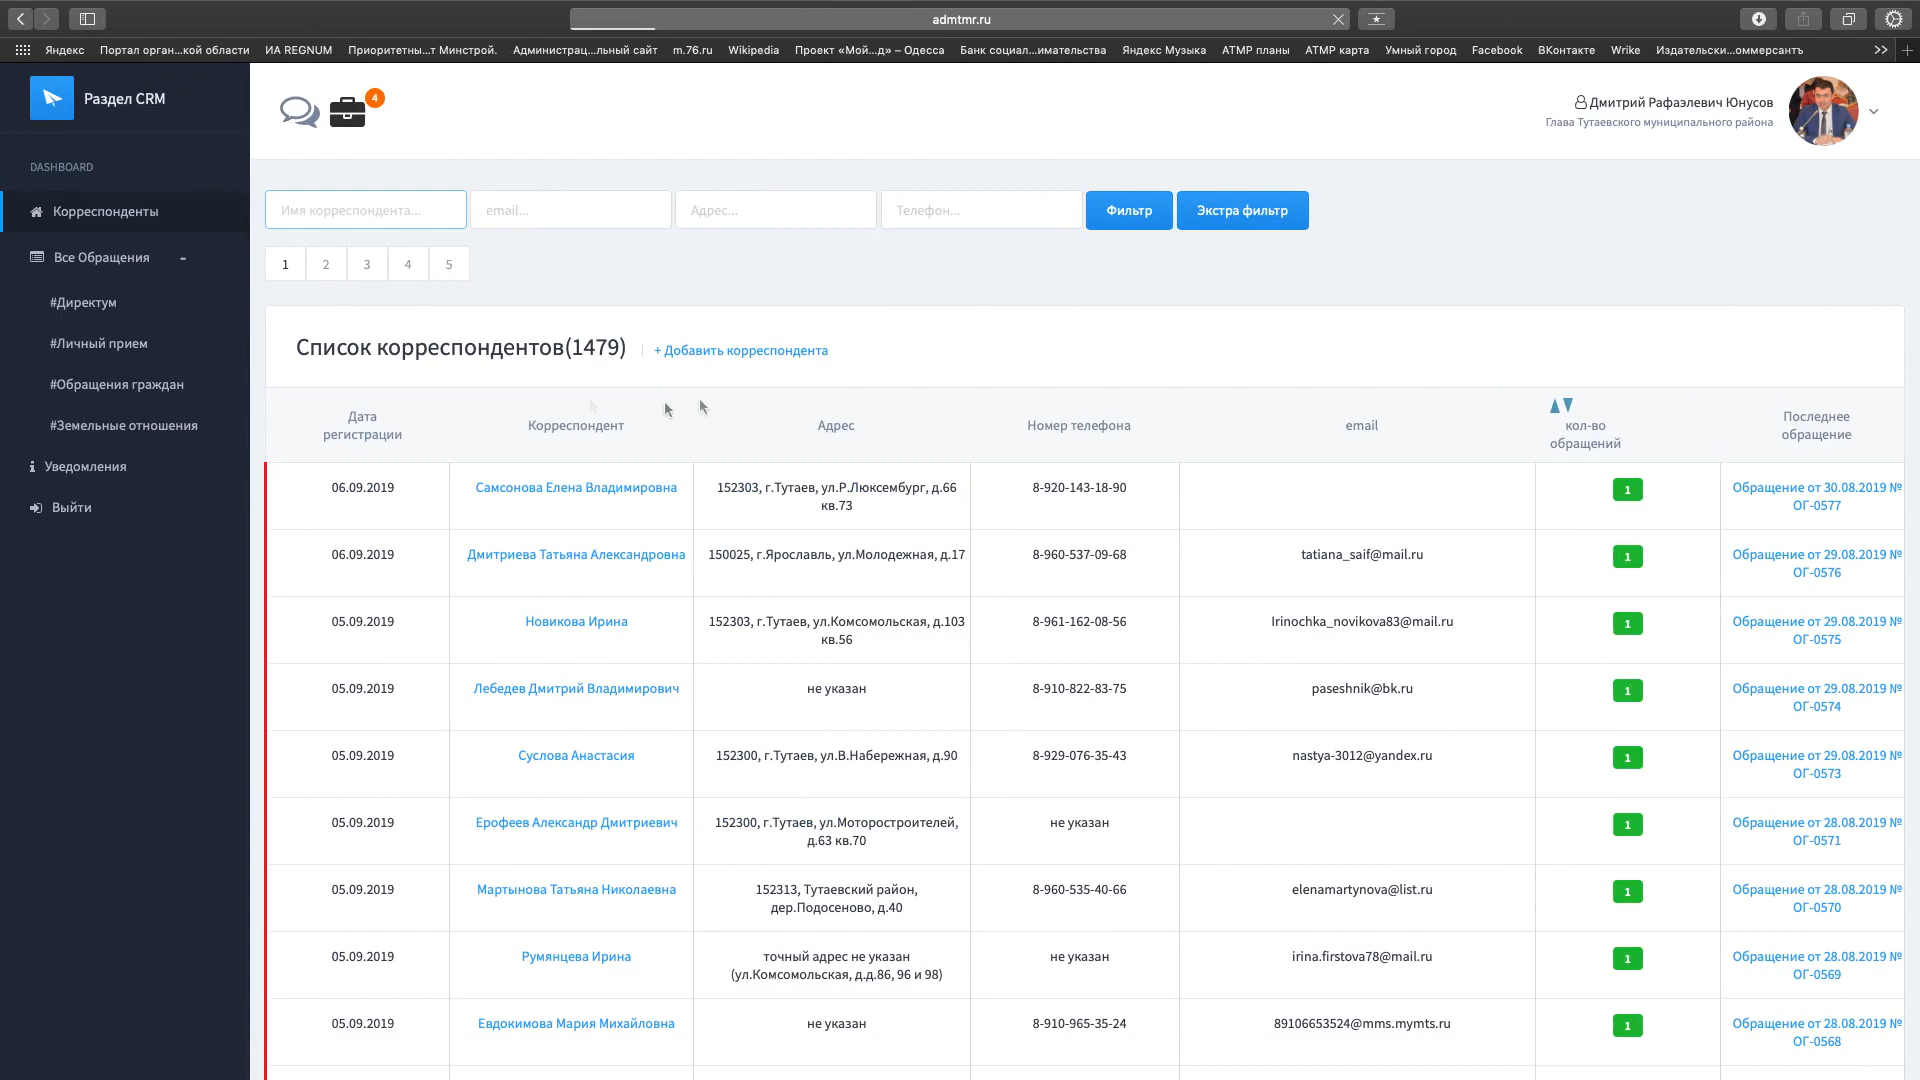 admtmr.ru
Яндекс Портал орган...кой области ИА REGNUM Приоритетны...т Минстрой. Администрац...льный сайт m.76.ru Wikipedia Проект «Мой...д» – Одесса Банк социал...имательства Яндекс Музыка АТМР планы АТМР карта Умный город Facebook ВКонтакте Wrike Издательски...оммерсантъ
Раздел CRM
4
Дмитрий Рафаэлевич Юнусов
Глава Тутаевского муниципального района
DASHBOARD
Корреспонденты
Все Обращения -
#Директум
#Личный прием
#Обращения граждан
#Земельные отношения
Уведомления
Выйти
Имя корреспондента... email... Адрес... Телефон... Фильтр Экстра фильтр
1 2 3 4 5
Список корреспондентов(1479) + Добавить корреспондента
Дата регистрации Корреспондент Адрес Номер телефона email кол-во обращений Последнее обращение
06.09.2019 Самсонова Елена Владимировна 152303, г.Тутаев, ул.Р.Люксембург, д.66 8-920-143-18-90 1 Обращение от 30.08.2019 №
кв.73 ОГ-0577
06.09.2019 Дмитриева Татьяна Александровна 150025, г.Ярославль, ул.Молодежная, д.17 8-960-537-09-68 tatiana_saif@mail.ru 1 Обращение от 29.08.2019 №
ОГ-0576
05.09.2019 Новикова Ирина 152303, г.Тутаев, ул.Комсомольская, д.103 8-961-162-08-56 Irinochka_novikova83@mail.ru 1 Обращение от 29.08.2019 №
кв.56 ОГ-0575
05.09.2019 Лебедев Дмитрий Владимирович не указан 8-910-822-83-75 paseshnik@bk.ru 1 Обращение от 29.08.2019 №
ОГ-0574
05.09.2019 Суслова Анастасия 152300, г.Тутаев, ул.В.Набережная, д.90 8-929-076-35-43 nastya-3012@yandex.ru 1 Обращение от 29.08.2019 №
ОГ-0573
05.09.2019 Ерофеев Александр Дмитриевич 152300, г.Тутаев, ул.Моторостроителей, не указан 1 Обращение от 28.08.2019 №
д.63 кв.70 ОГ-0571
05.09.2019 Мартынова Татьяна Николаевна 152313, Тутаевский район, 8-960-535-40-66 elenamartynova@list.ru 1 Обращение от 28.08.2019 №
дер.Подосеново, д.40 ОГ-0570
05.09.2019 Румянцева Ирина точный адрес не указан не указан irina.firstova78@mail.ru 1 Обращение от 28.08.2019 №
(ул.Комсомольская, д.д.86, 96 и 98) ОГ-0569
05.09.2019 Евдокимова Мария Михайловна не указан 8-910-965-35-24 89106653524@mms.mymts.ru 1 Обращение от 28.08.2019 №
ОГ-0568